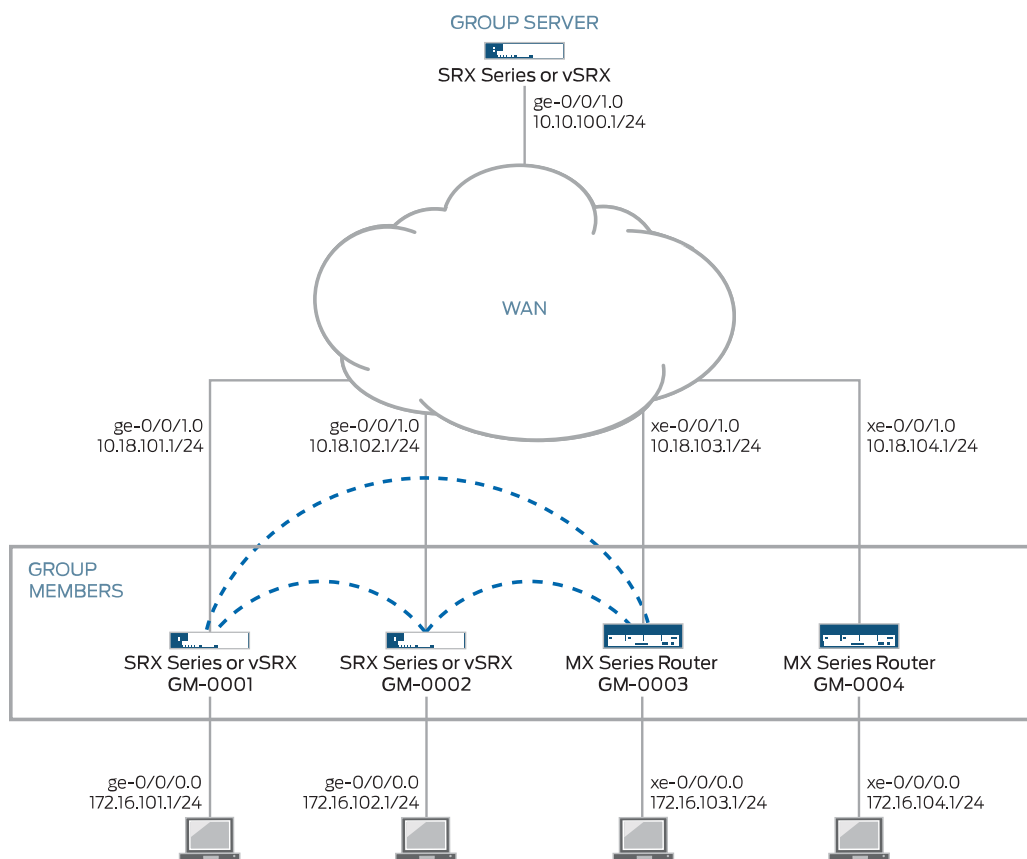 GROUP SERVER
SRX Series or vSRX
ge-0/0/1.0
10.10.100.1/24
WAN
ge-0/0/1.0
10.18.101.1/24
ge-0/0/1.0
10.18.102.1/24
xe-0/0/1.0
10.18.103.1/24
xe-0/0/1.0
10.18.104.1/24
GROUP
MEMBERS
SRX Series or vSRX
GM-0001
SRX Series or vSRX
GM-0002
MX Series Router
GM-0003
MX Series Router
GM-0004
ge-0/0/0.0
172.16.101.1/24
ge-0/0/0.0
172.16.102.1/24
xe-0/0/0.0
172.16.103.1/24
xe-0/0/0.0
172.16.104.1/24